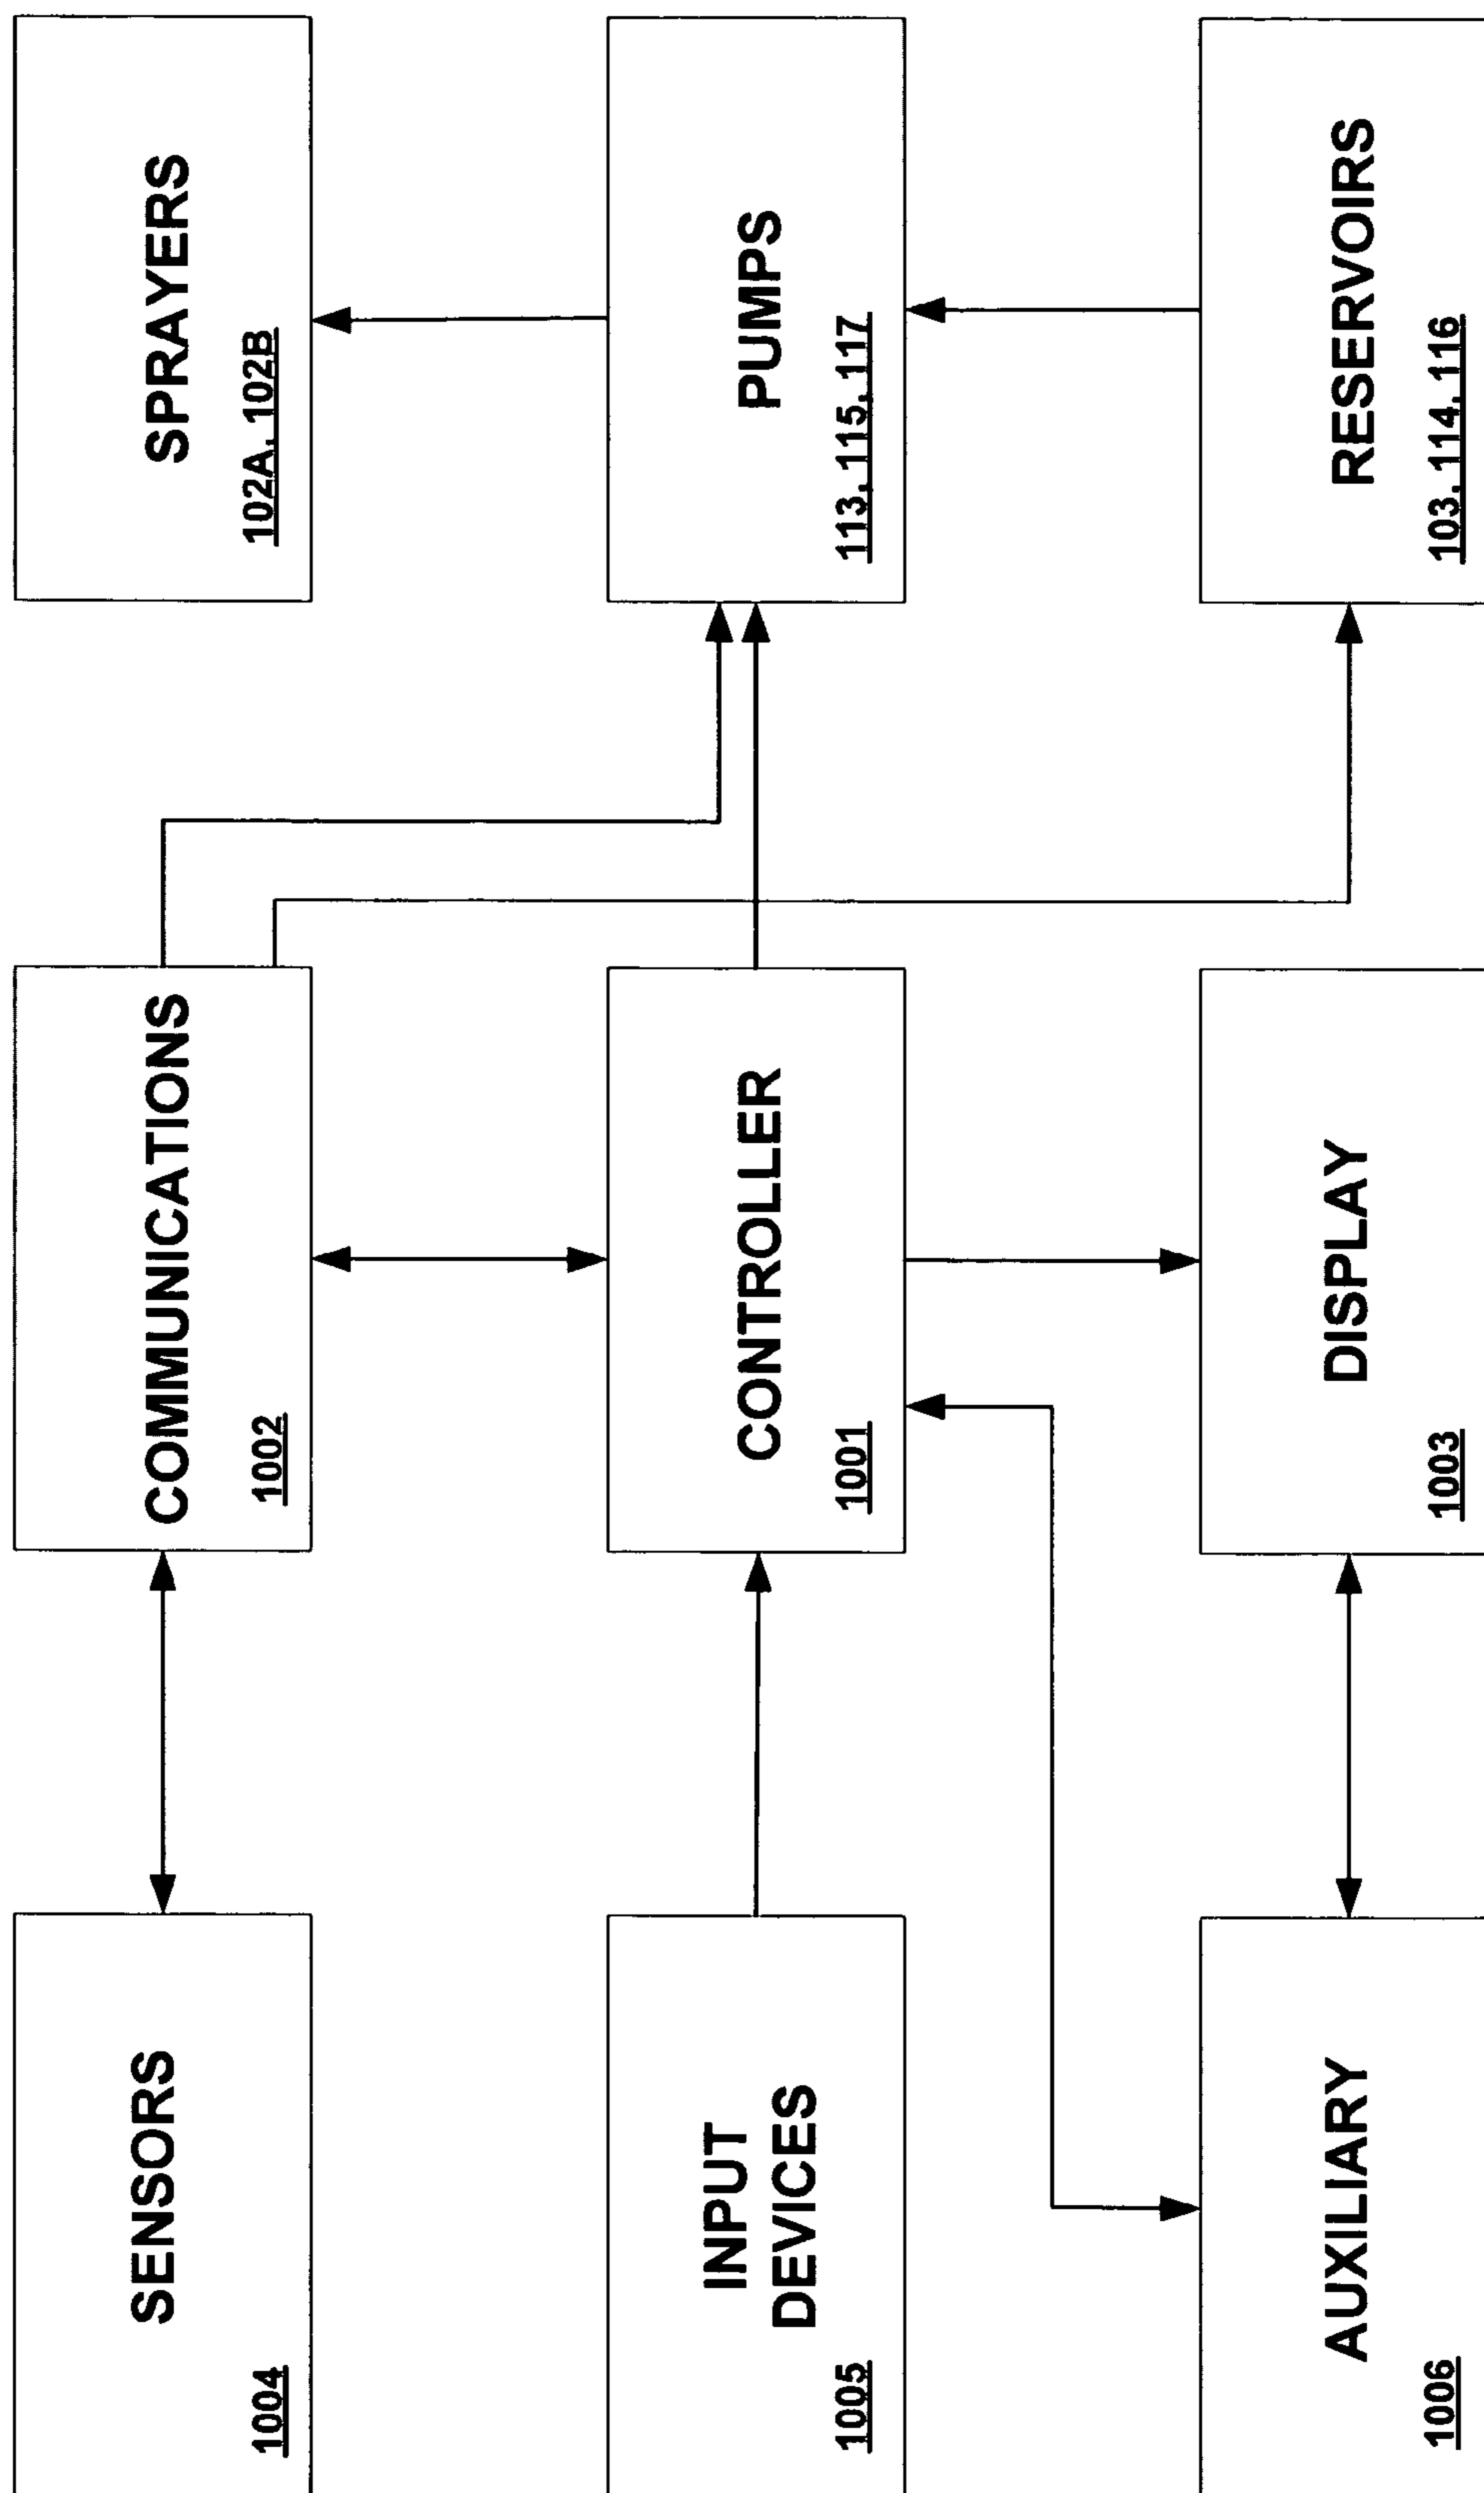 SENSORS
1004
COMMUNICATIONS
1002
SPRAYERS
102A, 102B
INPUT
DEVICES
1005
CONTROLLER
1001
PUMPS
113, 115, 117
AUXILIARY
1006
DISPLAY
1003
RESERVOIRS
103, 114, 116